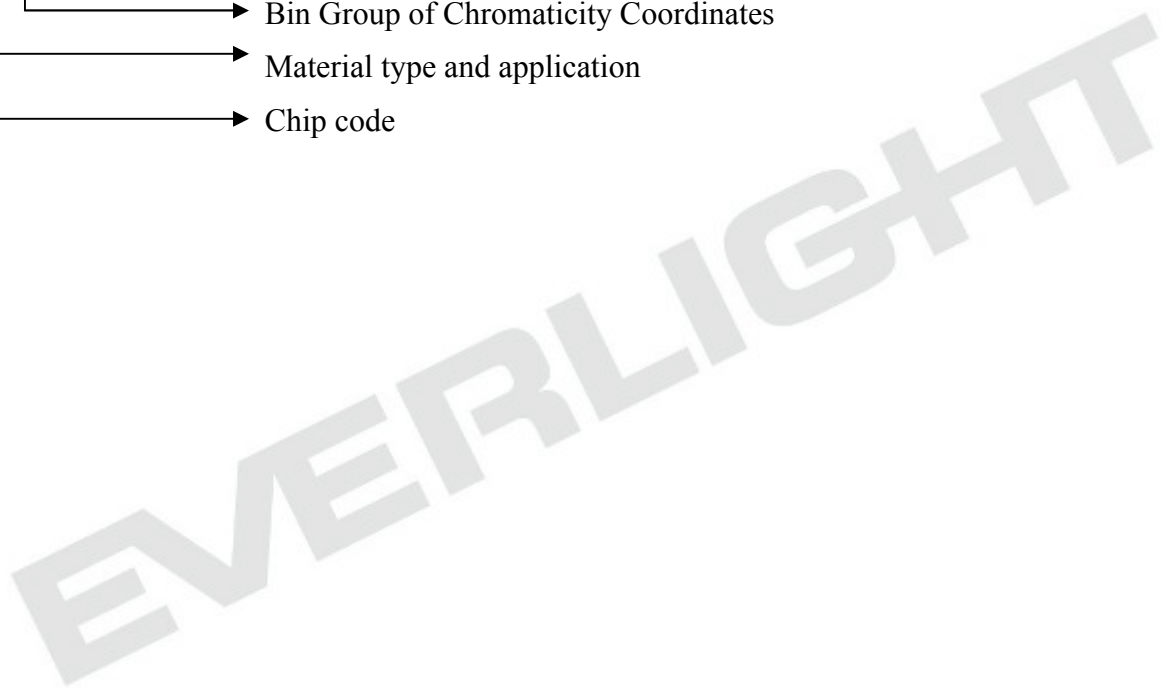 Bin Group of Chromaticity Coordinates
Material type and application
Chip code
EVERLIGHT